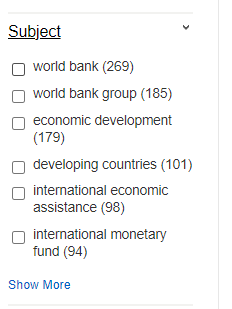 Subject
world bank (269)
world bank group (185)
economic development
(179)
developing countries (101)
international economic
assistance (98)
international monetary
fund (94)
Show More